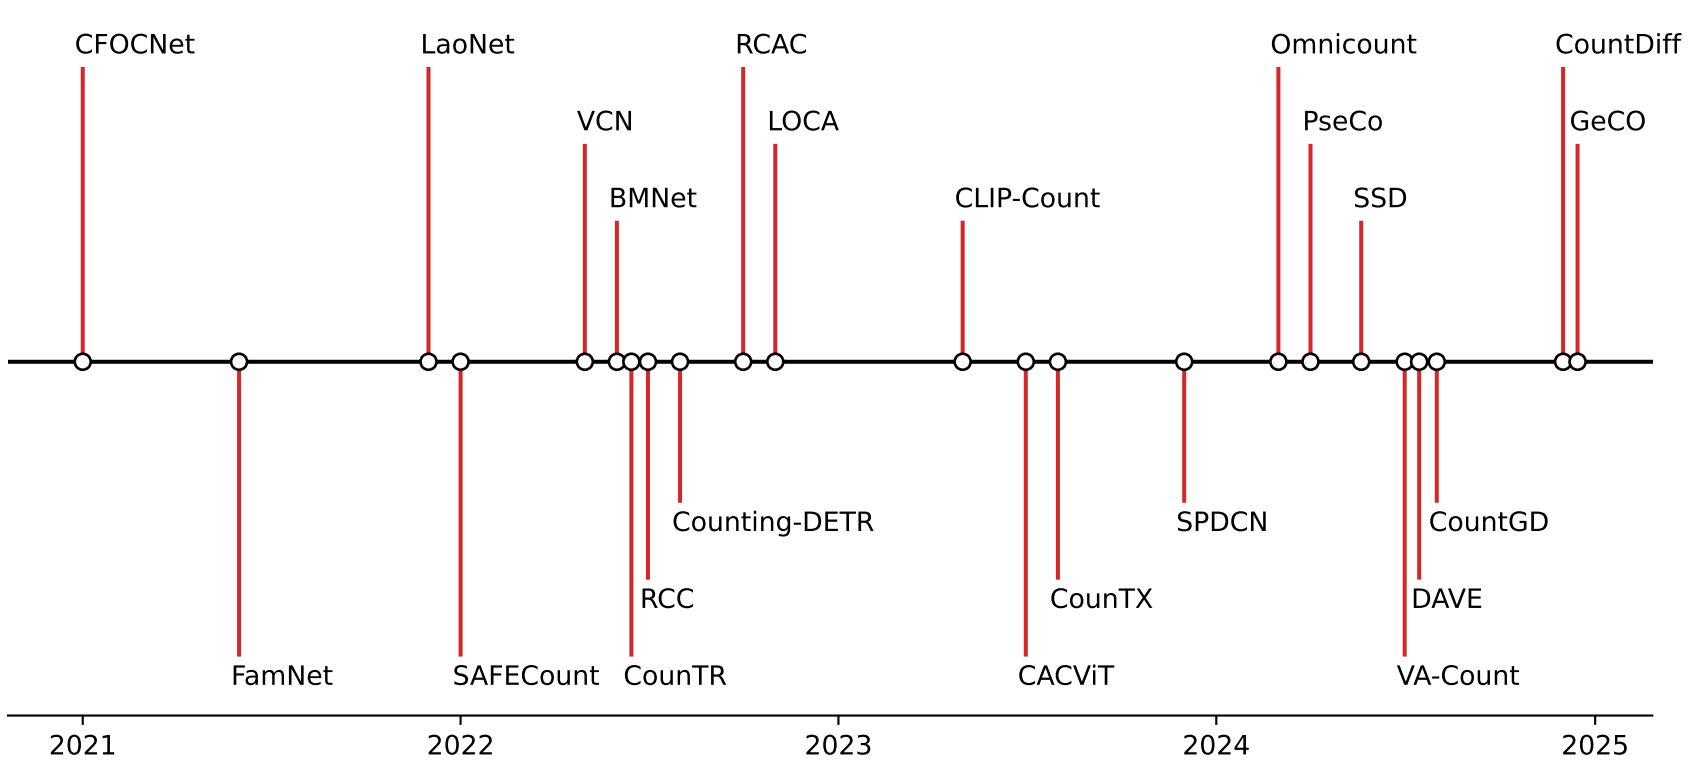 CFOCNet
LaoNet
RCAC
Omnicount
CountDiff
VCN
LOCA
PseCo
GeCO
BMNet
CLIP-Count
SSD
Counting-DETR
SPDCN
CountGD
RCC
CounTX
DAVE
FamNet
SAFECount
CounTR
CACViT
VA-Count
2021
2022
2023
2024
2025